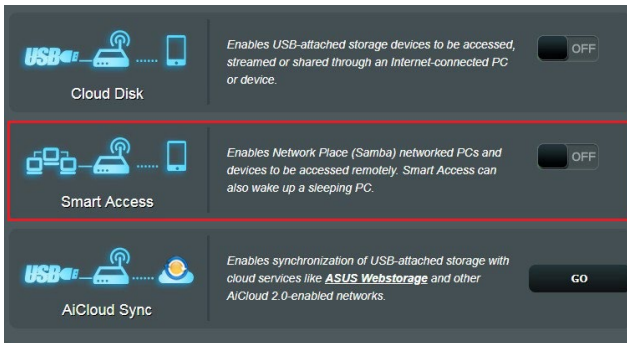 Enables USB-attached storage devices to be accessed,
streamed or shared through an Internet-connected PC
or device.
USB
Cloud Disk
OFF
Enables Network Place (Samba) networked PCs and
devices to be accessed remotely. Smart Access can
also wake up a sleeping PC.
Smart Access
OFF
Enables synchronization of USB-attached storage with
cloud services like ASUS Webstorage and other
AiCloud 2.0-enabled networks.
USB
AiCloud Sync
GO